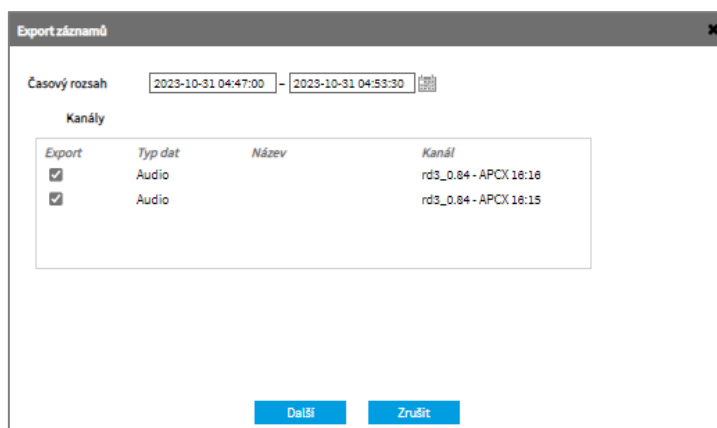 Export záznamů
Časový rozsah 2023-10-31 04:47:00 – 2023-10-31 04:53:30
Kanály
Export Typ dat Název Kanál
Audio rd3_0.84 - APCX 16:16
Audio rd3_0.84 - APCX 16:15
Další Zrušit